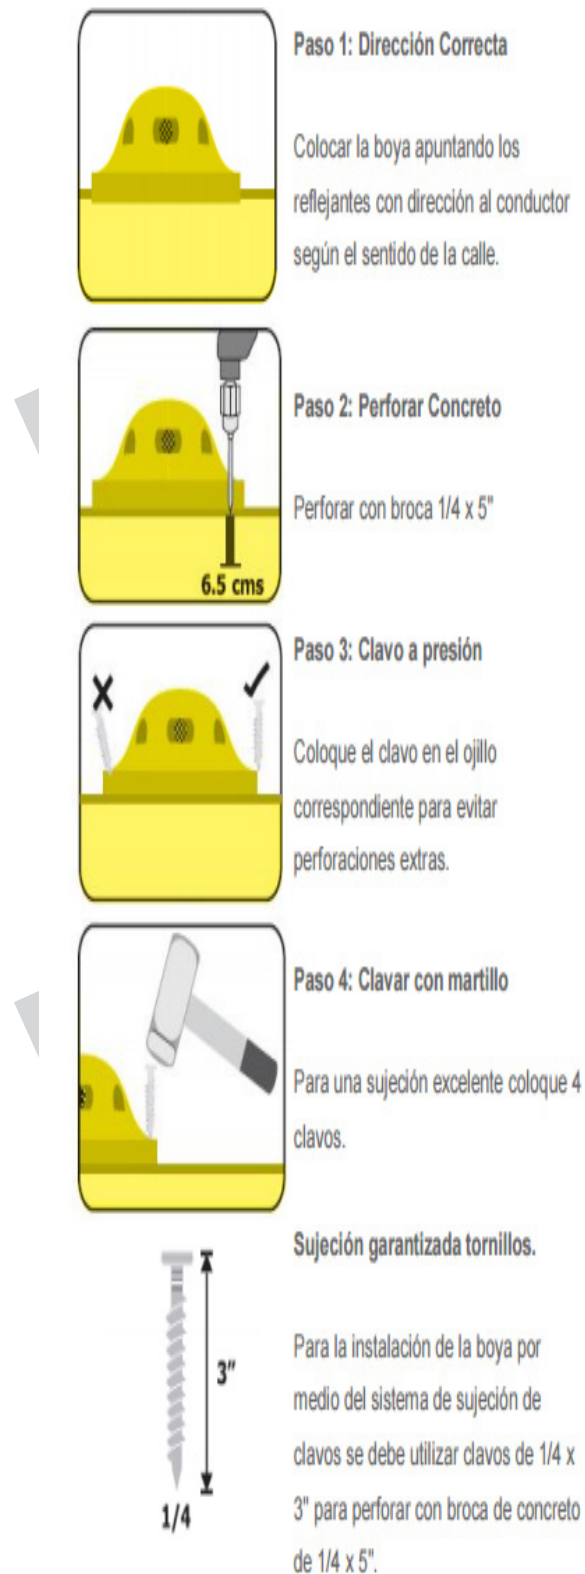 Paso 1: Dirección Correcta
Colocar la boya apuntando los
reflejantes con dirección al conductor
según el sentido de la calle.
Paso 2: Perforar Concreto
Perforar con broca 1/4 x 5"
6.5 cms
Paso 3: Clavo a presión
Coloque el clavo en el ojillo
correspondiente para evitar
perforaciones extras.
Paso 4: Clavar con martillo
Para una sujeción excelente coloque 4
clavos.
Sujeción garantizada tornillos.
3"
1/4
Para la instalación de la boya por
medio del sistema de sujeción de
clavos se debe utilizar clavos de 1/4 x
3" para perforar con broca de concreto
de 1/4 x 5".